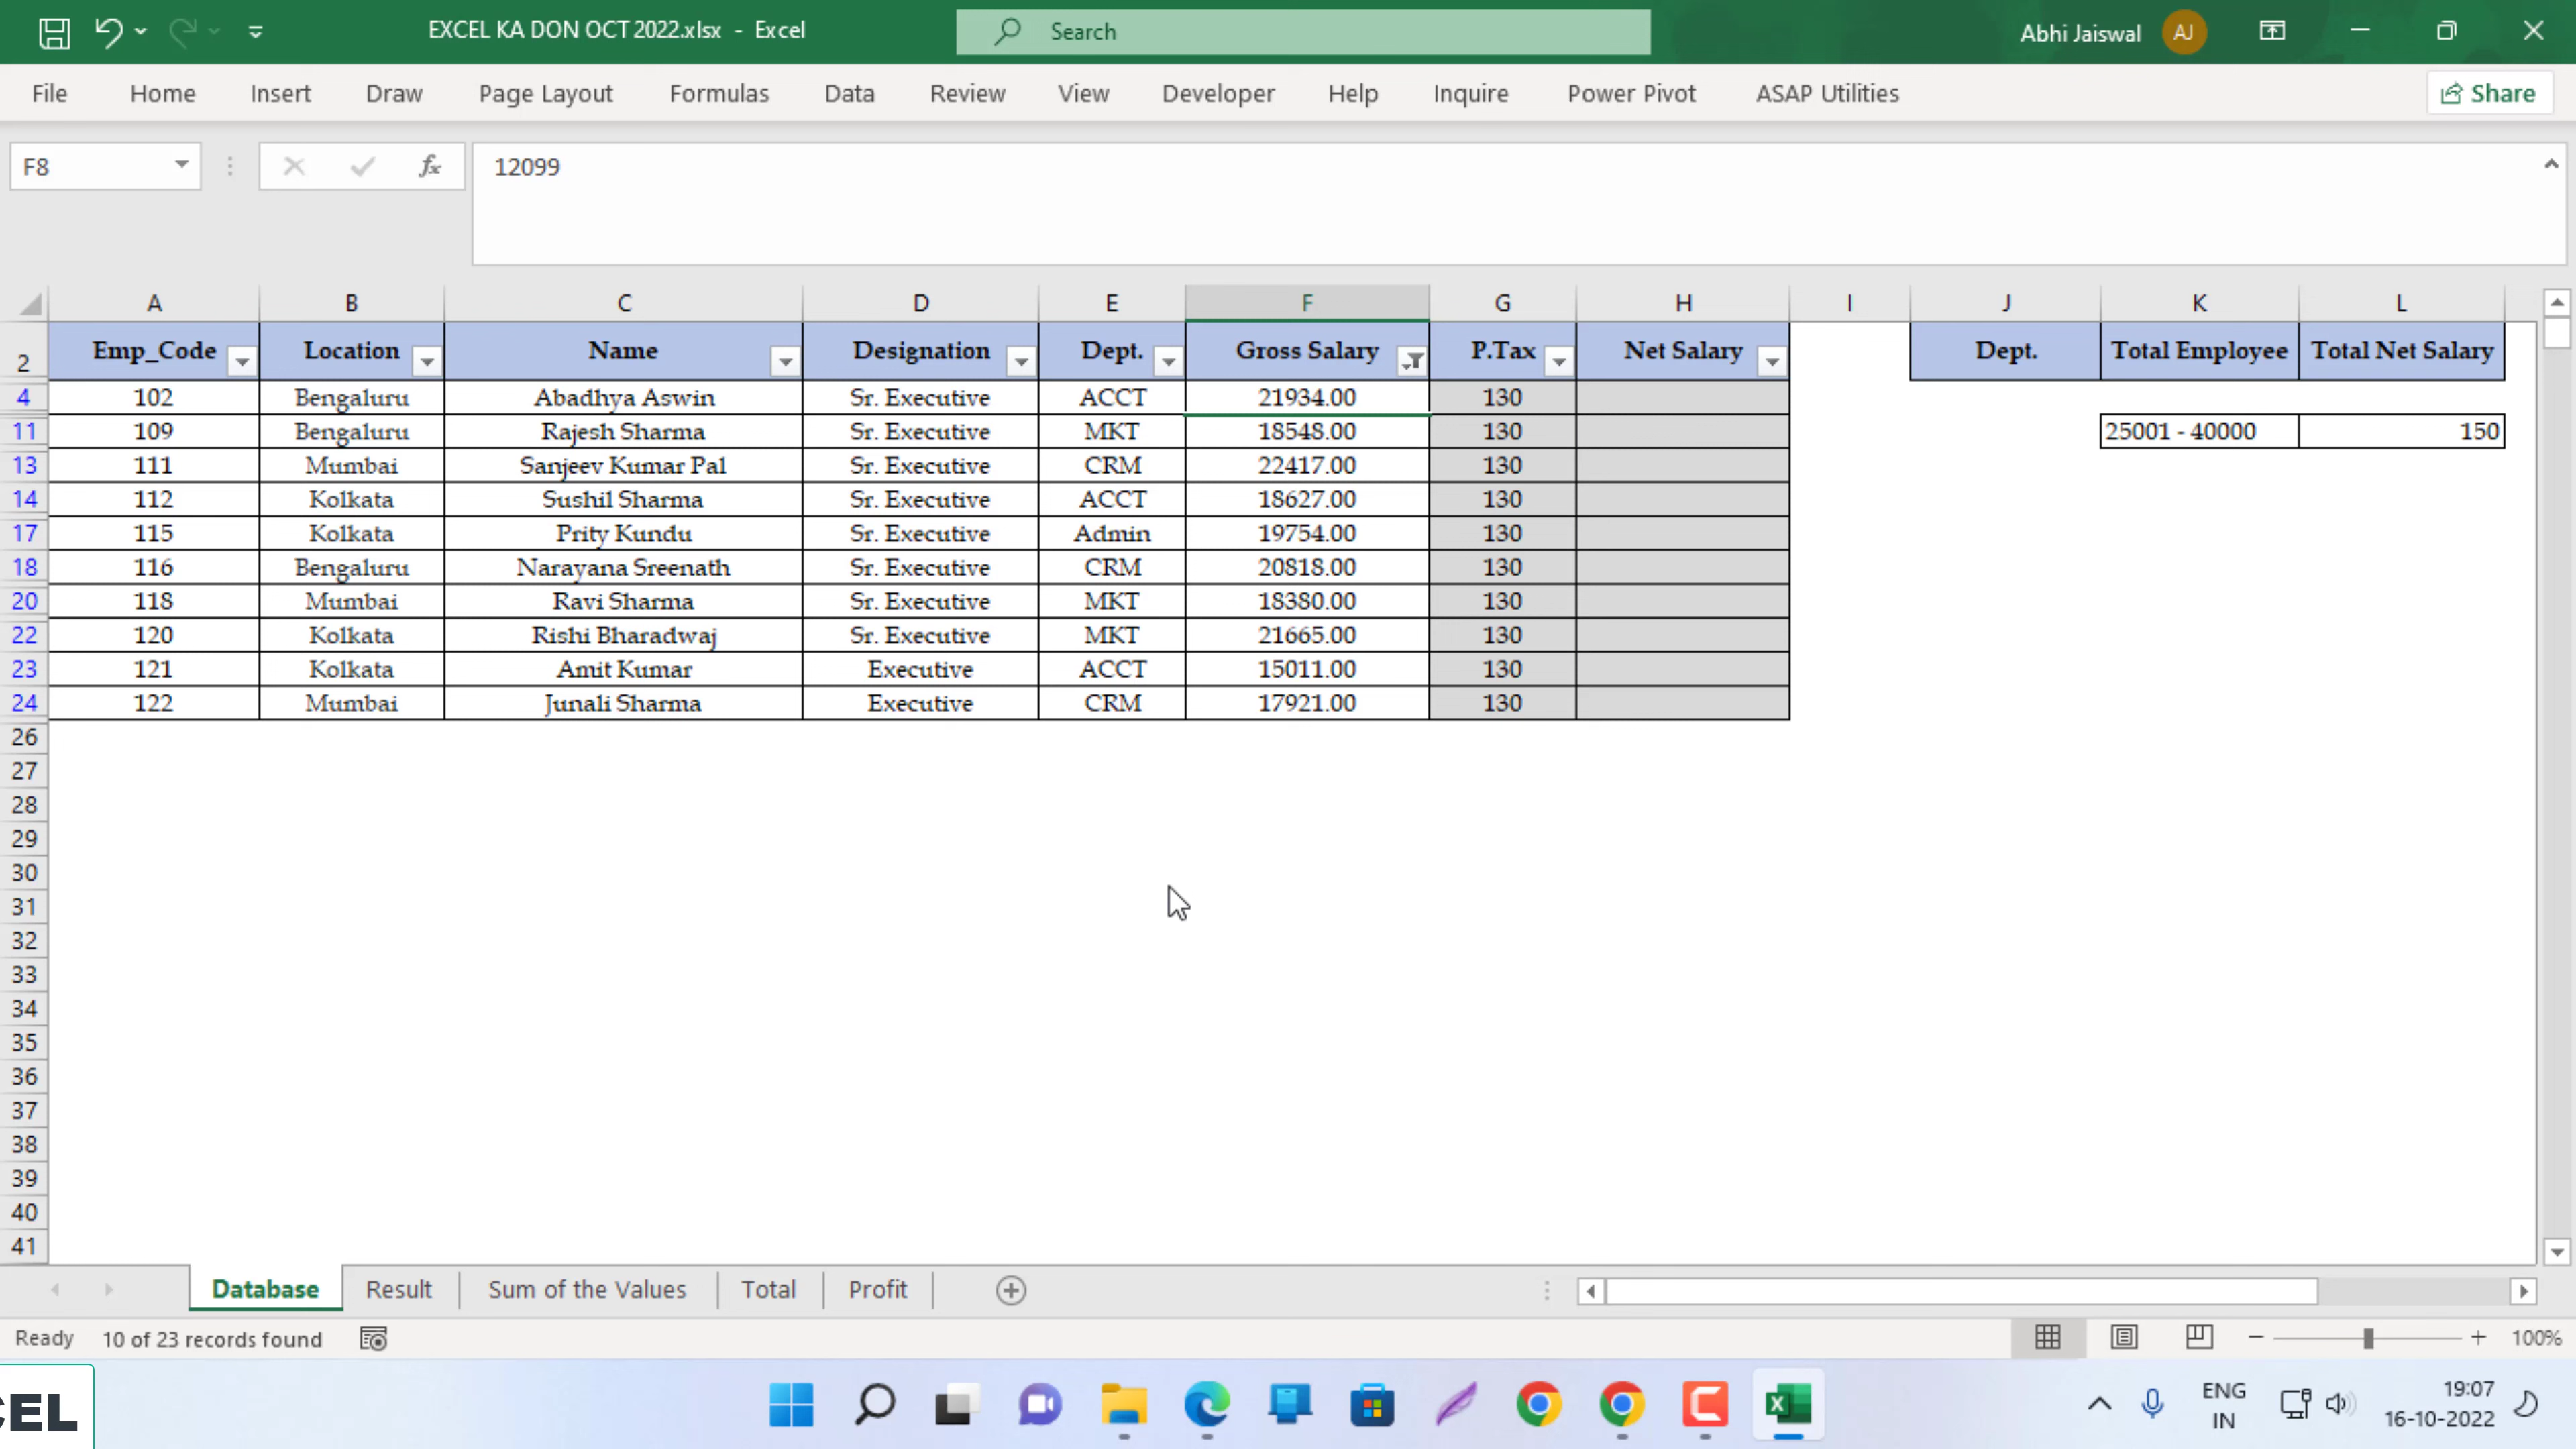 EXCEL KA DON OCT 2022.xlsx - Excel
Search
Abhi Jaiswal
AJ
File Home Insert Draw Page Layout Formulas Data Review View Developer Help Inquire Power Pivot ASAP Utilities
Share
F8
fx
12099
A B C D E F G H I J K L
2 Emp_Code Location Name Designation Dept. Gross Salary P.Tax Net Salary Dept. Total Employee Total Net Salary
4 102 Bengaluru Abadhya Aswin Sr. Executive ACCT 21934.00 130
11 109 Bengaluru Rajesh Sharma Sr. Executive MKT 18548.00 130 25001 - 40000 150
13 111 Mumbai Sanjeev Kumar Pal Sr. Executive CRM 22417.00 130
14 112 Kolkata Sushil Sharma Sr. Executive ACCT 18627.00 130
17 115 Kolkata Prity Kundu Sr. Executive Admin 19754.00 130
18 116 Bengaluru Narayana Sreenath Sr. Executive CRM 20818.00 130
20 118 Mumbai Ravi Sharma Sr. Executive MKT 18380.00 130
22 120 Kolkata Rishi Bharadwaj Sr. Executive MKT 21665.00 130
23 121 Kolkata Amit Kumar Executive ACCT 15011.00 130
24 122 Mumbai Junali Sharma Executive CRM 17921.00 130
26
27
28
29
30
31
32
33
34
35
36
37
38
39
40
41
Database Result Sum of the Values Total Profit
Ready 10 of 23 records found
100%
CEL
ENG
IN
19:07
16-10-2022